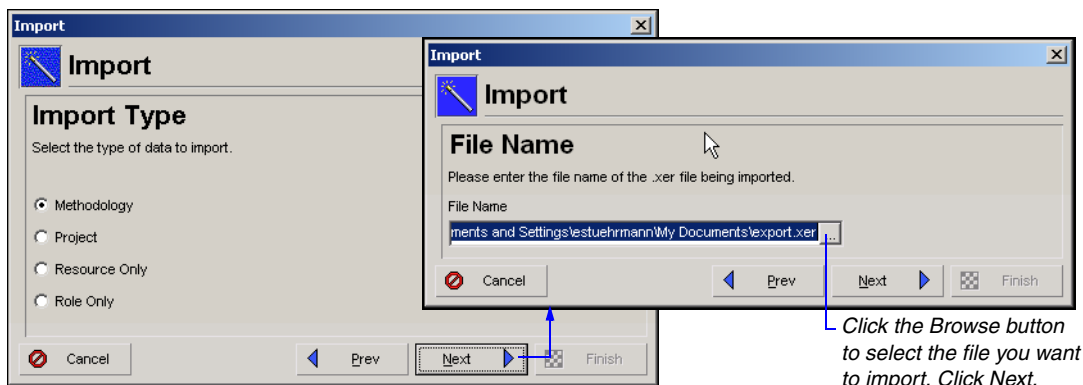 Import
Import
Import Type
Select the type of data to import.
Methodology
Project
Resource Only
Role Only
Cancel
Prev
Next
Finish
Import
Import
File Name
Please enter the file name of the .xer file being imported.
File Name
ments and Settings\estuehrmann\My Documents\export.xer
...
Cancel
Prev
Next
Finish
Click the Browse button
to select the file you want
to import. Click Next.